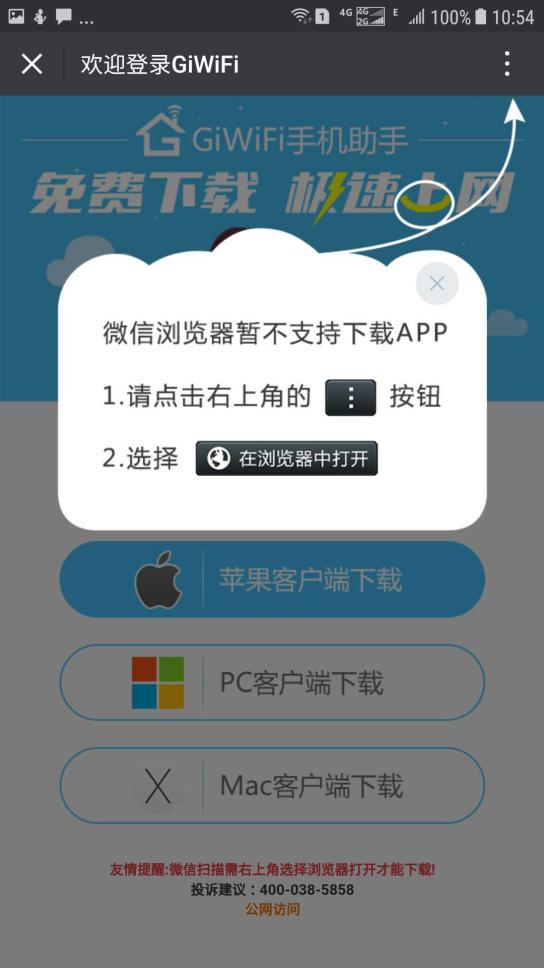 ... 1 4G 4G 2G E 100% 10:54
欢迎登录GiWiFi
GiWiFi手机助手
免费下载 极速上网
微信浏览器暂不支持下载APP
1.请点击右上角的 按钮
2.选择 在浏览器中打开
苹果客户端下载
PC客户端下载
Mac客户端下载
友情提醒:微信扫描需右上角选择浏览器打开才能下载!
投诉建议：400-038-5858
公网访问